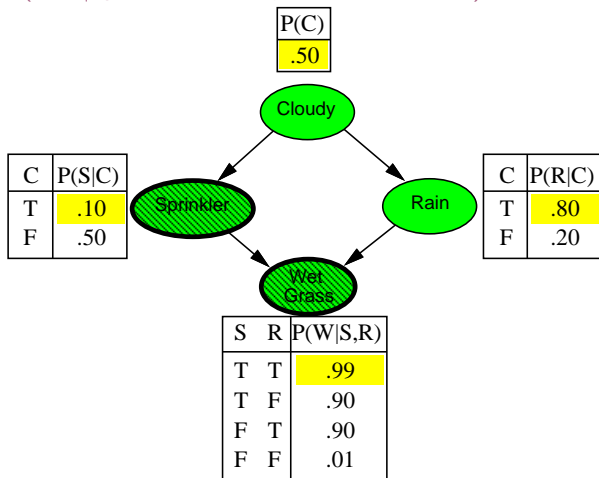 P(C)
.50
Cloudy
C P(S|C)
T .10
F .50
Sprinkler
Rain
C P(R|C)
T .80
F .20
Wet
Grass
S R P(W|S,R)
T T .99
T F .90
F T .90
F F .01